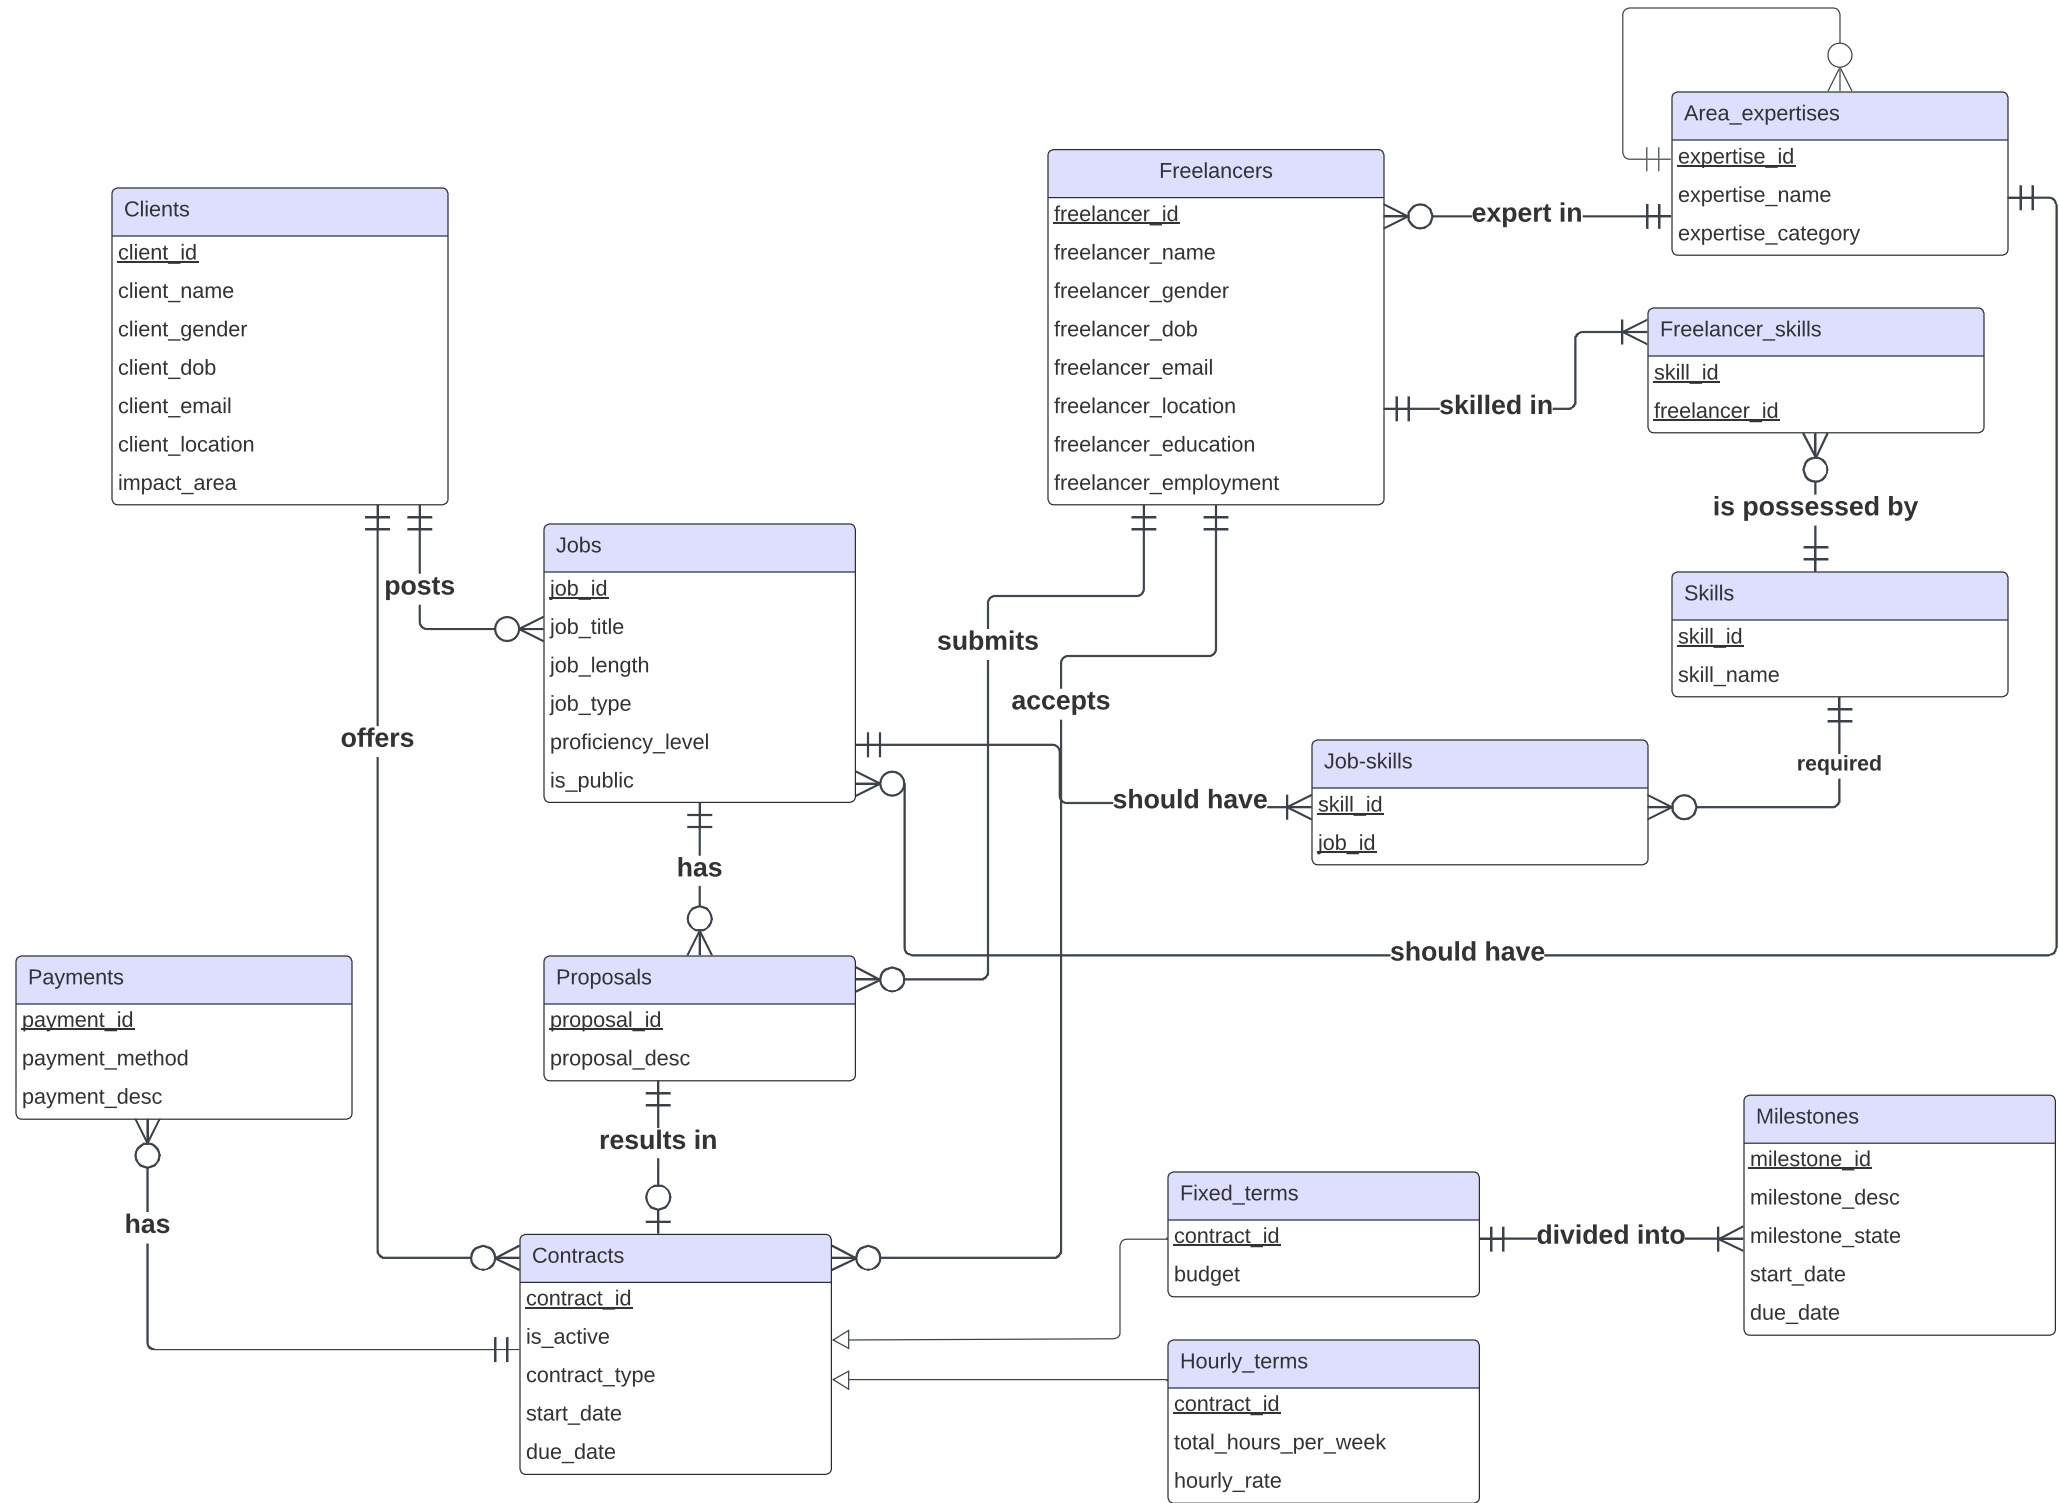 Clients
client_id
client_name
client_gender
client_dob
client_email
client_location
impact_area
posts
offers
Jobs
job_id
job_title
job_length
job_type
proficiency_level
is_public
has
Freelancers
freelancer_id
freelancer_name
freelancer_gender
freelancer_dob
freelancer_email
freelancer_location
freelancer_education
freelancer_employment
submits
accepts
expert in
skilled in
Area_expertises
expertise_id
expertise_name
expertise_category
Freelancer_skills
skill_id
freelancer_id
is possessed by
Skills
skill_id
skill_name
required
Job-skills
skill_id
job_id
should have
should have
Payments
payment_id
payment_method
payment_desc
has
Proposals
proposal_id
proposal_desc
results in
Contracts
contract_id
is_active
contract_type
start_date
due_date
Fixed_terms
contract_id
budget
divided into
Milestones
milestone_id
milestone_desc
milestone_state
start_date
due_date
Hourly_terms
contract_id
total_hours_per_week
hourly_rate